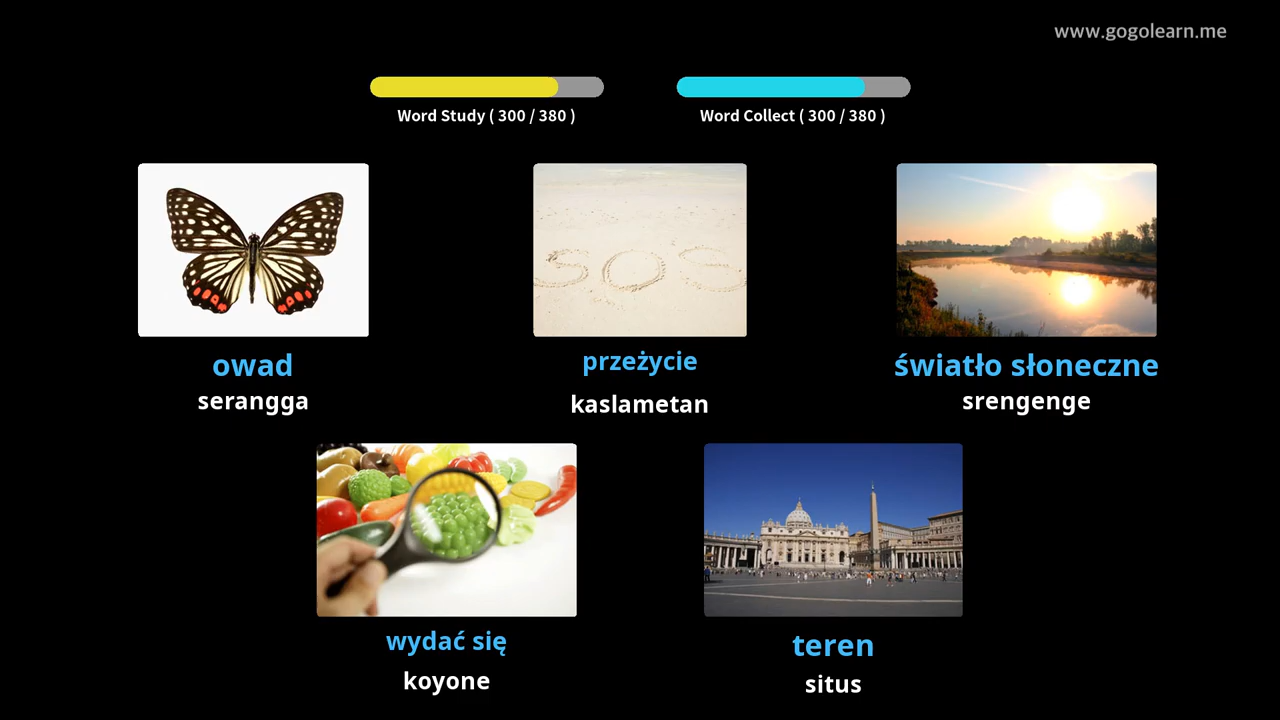 www.gogolearn.me
Word Study ( 300 / 380 )
Word Collect ( 300 / 380 )
SOS
owad
serangga
przeżycie
kaslametan
światło słoneczne
srengenge
wydać się
koyone
teren
situs